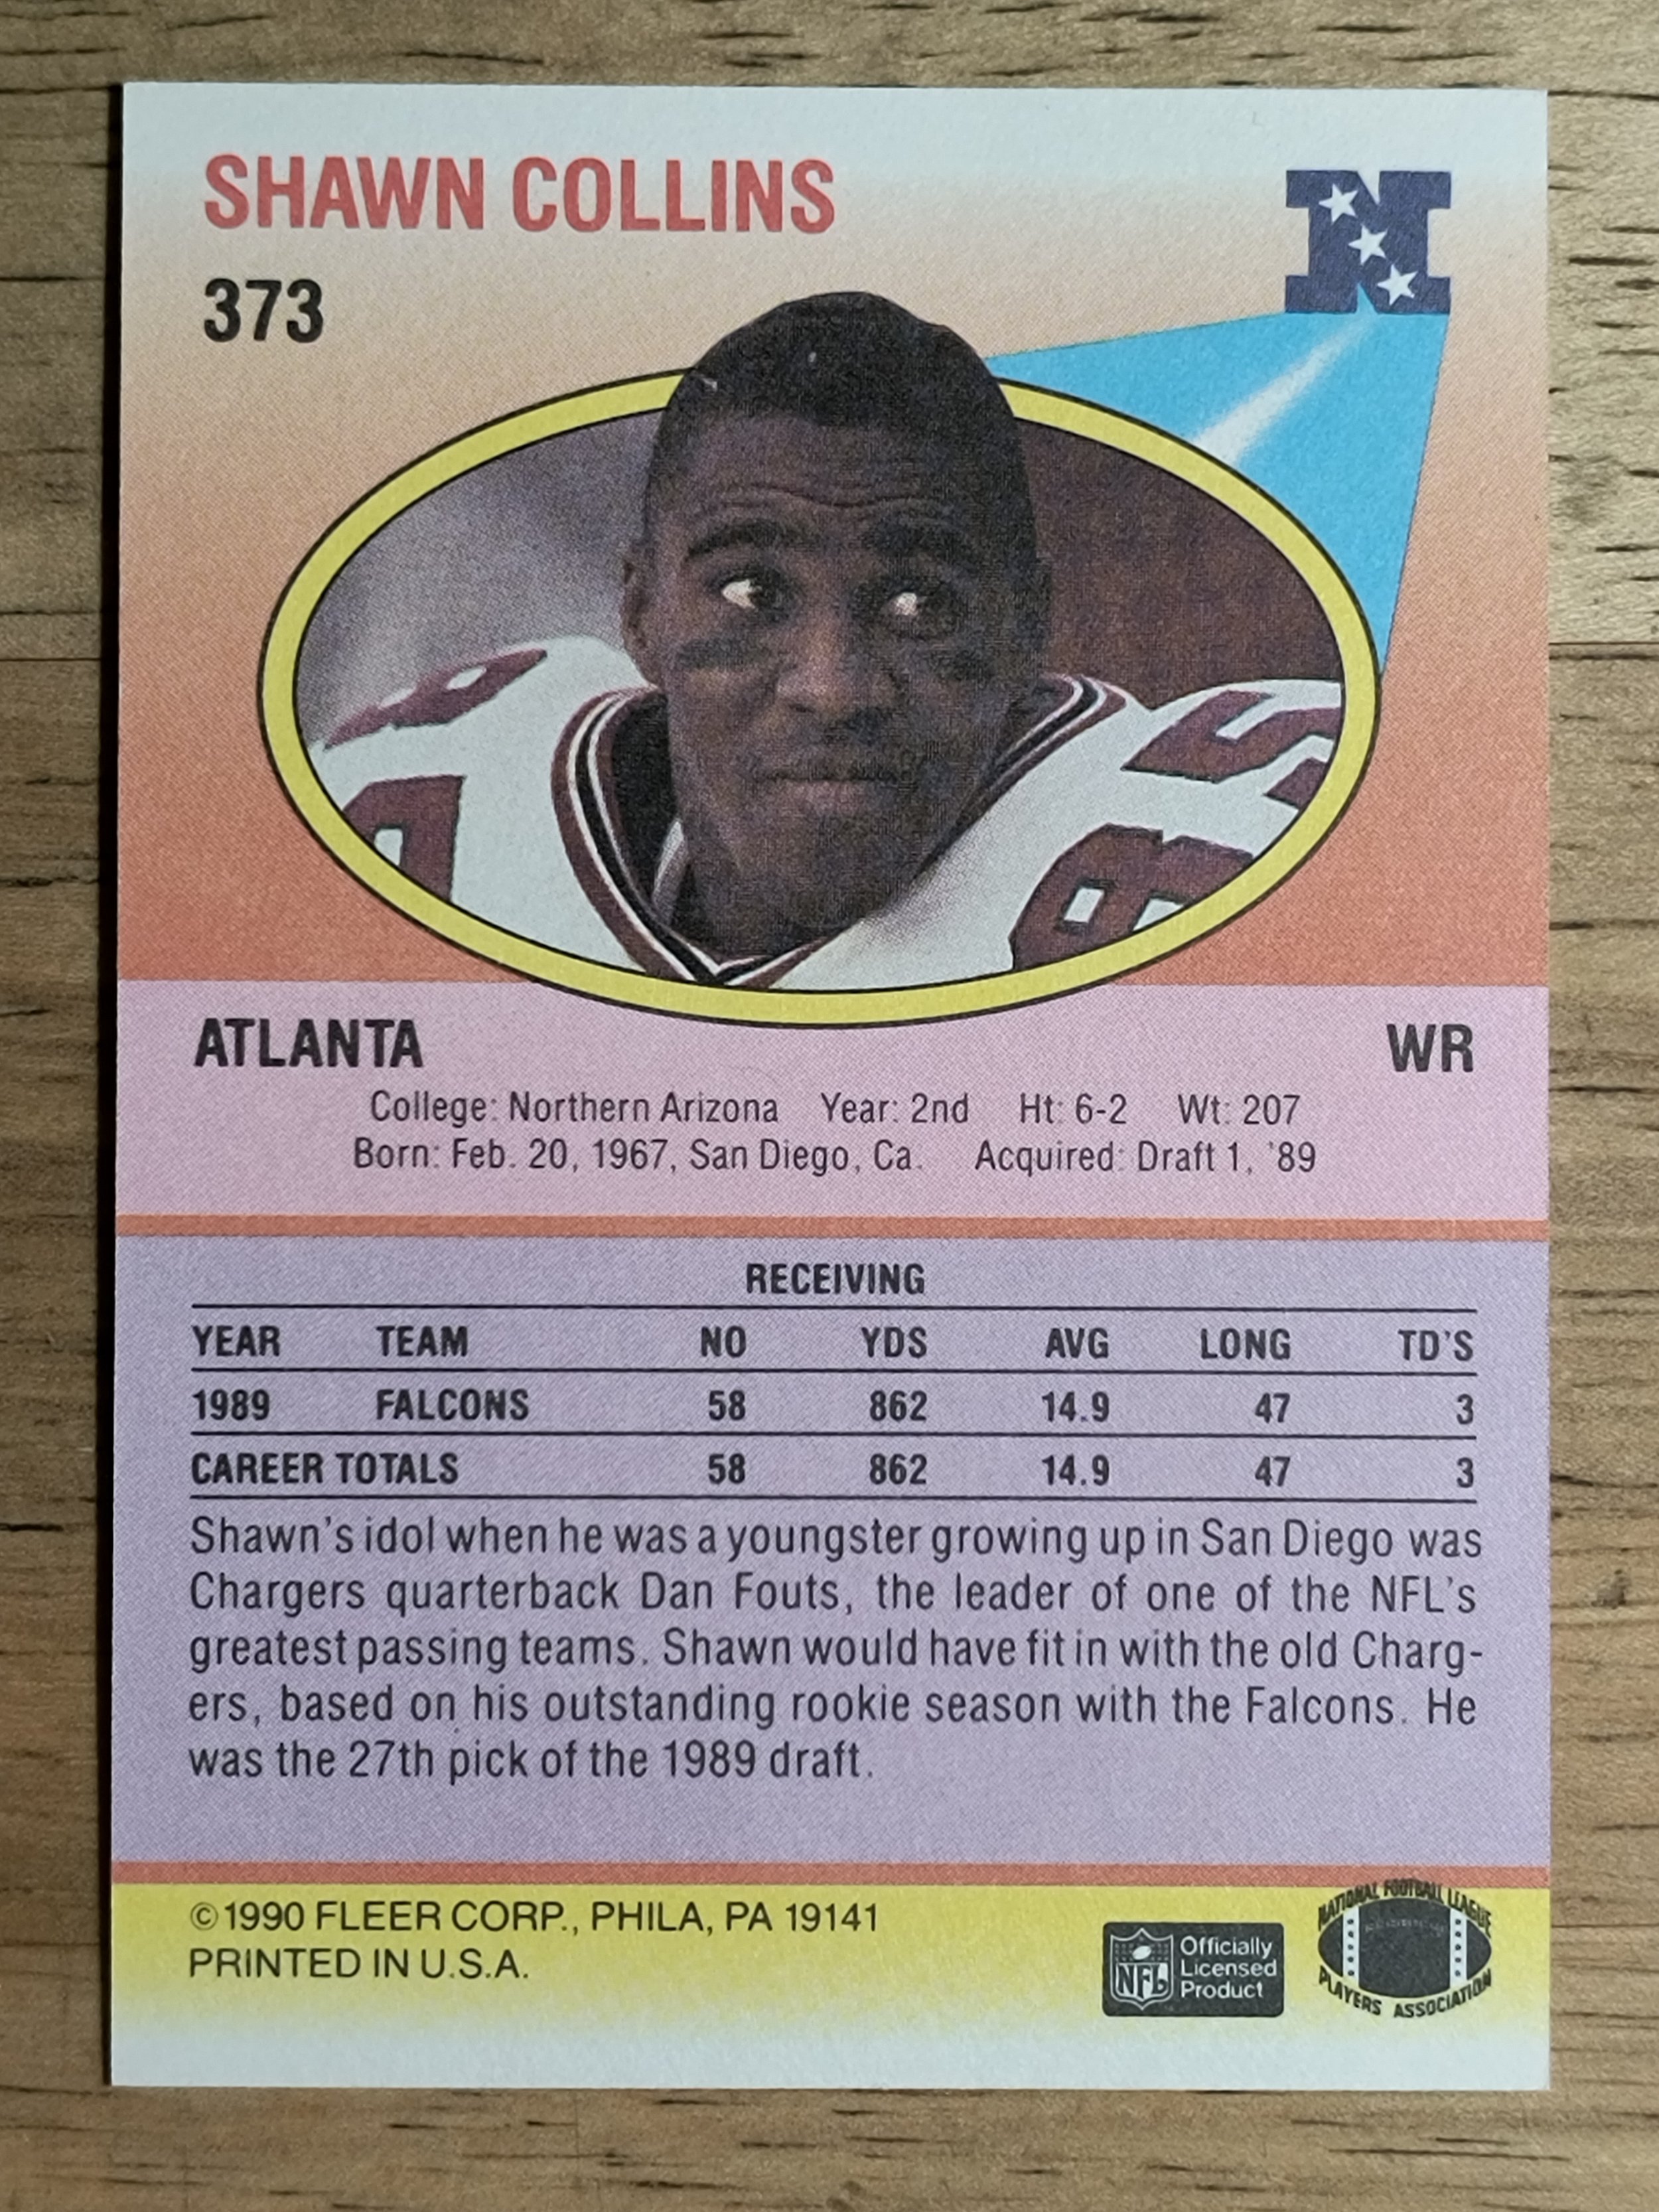 SHAWN COLLINS
373
N
85
85
ATLANTA WR
College: Northern Arizona Year: 2nd Ht: 6-2 Wt: 207
Born: Feb. 20, 1967, San Diego, Ca. Acquired: Draft 1, '89
RECEIVING
YEAR TEAM NO YDS AVG LONG TD'S
1989 FALCONS 58 862 14.9 47 3
CAREER TOTALS 58 862 14.9 47 3
Shawn's idol when he was a youngster growing up in San Diego was
Chargers quarterback Dan Fouts, the leader of one of the NFL's
greatest passing teams. Shawn would have fit in with the old Charg-
ers, based on his outstanding rookie season with the Falcons. He
was the 27th pick of the 1989 draft.
©1990 FLEER CORP., PHILA, PA 19141
PRINTED IN U.S.A.
NFL
Officially
Licensed
Product
NATIONAL FOOTBALL LEAGUE
PLAYERS ASSOCIATION